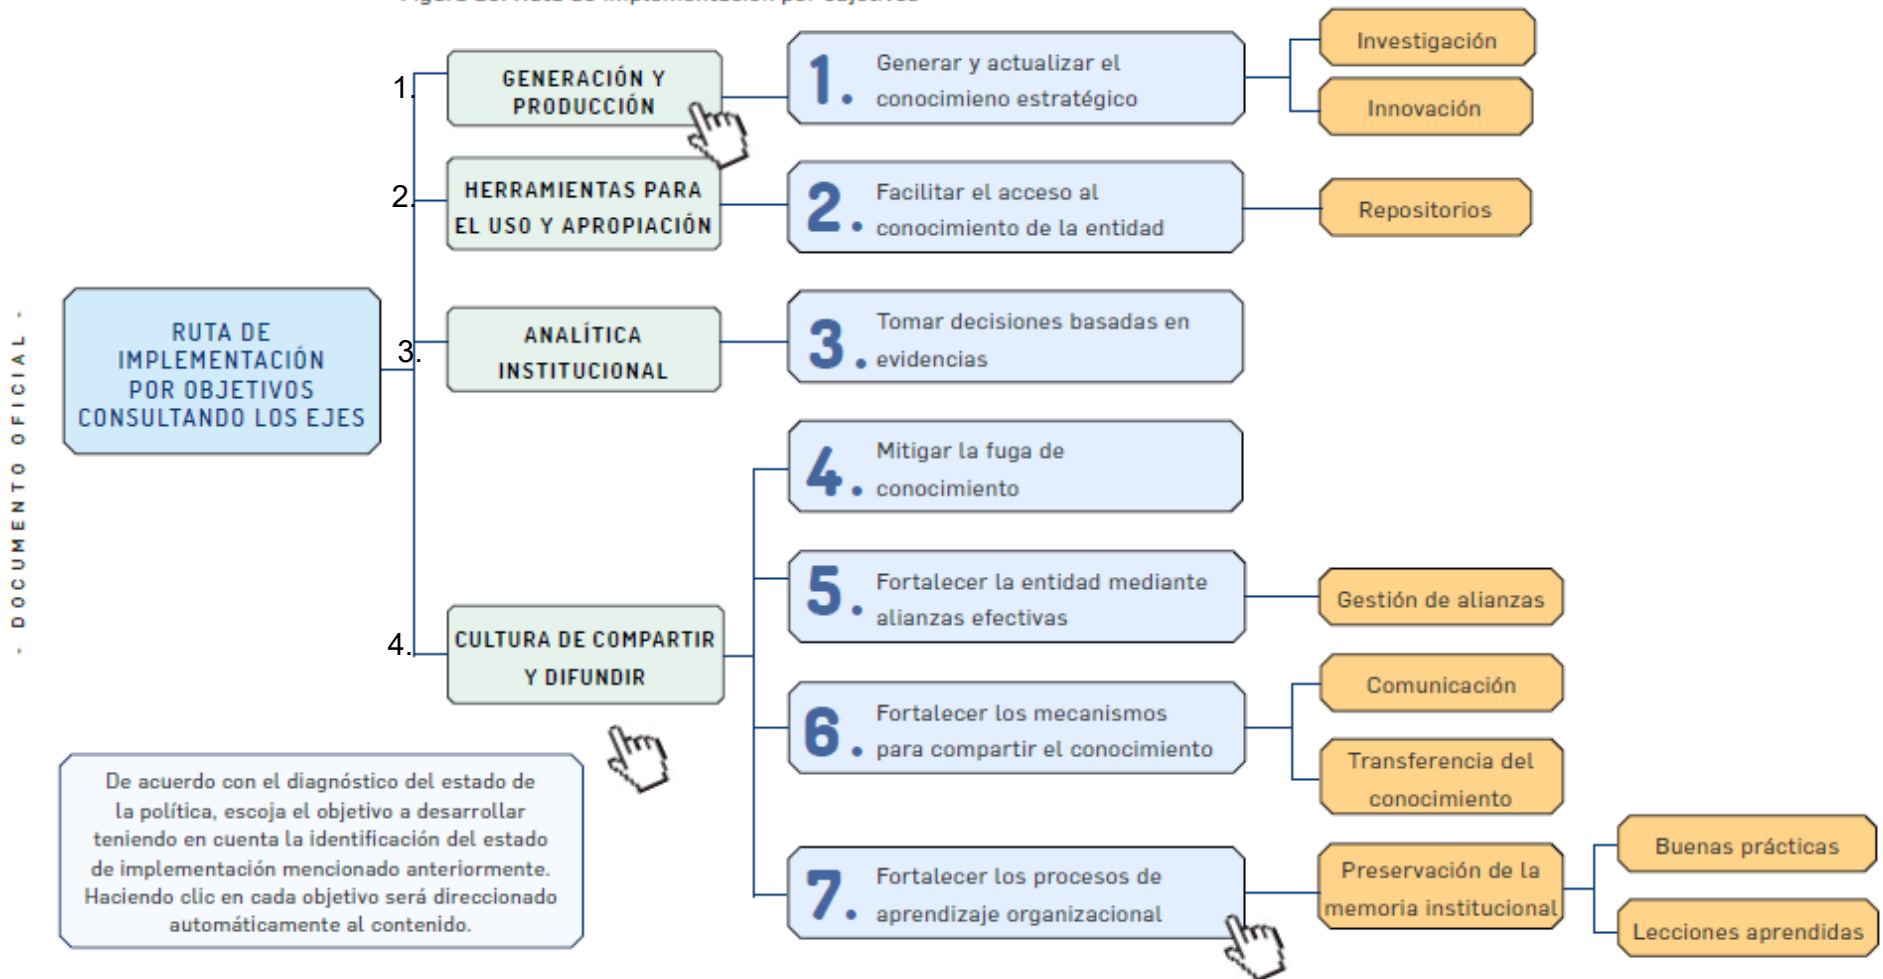 1.
GENERACIÓN Y
PRODUCCIÓN
1.
Generar y actualizar el
conocimieno estratégico
Investigación
Innovación
2.
HERRAMIENTAS PARA
EL USO Y APROPIACIÓN
2.
Facilitar el acceso al
conocimiento de la entidad
Repositorios
- DOCUMENTO OFICIAL -
RUTA DE
IMPLEMENTACIÓN
POR OBJETIVOS
CONSULTANDO LOS EJES
3.
ANALÍTICA
INSTITUCIONAL
3.
Tomar decisiones basadas en
evidencias
4.
CULTURA DE COMPARTIR
Y DIFUNDIR
4.
Mitigar la fuga de
conocimiento
5.
Fortalecer la entidad mediante
alianzas efectivas
Gestión de alianzas
6.
Fortalecer los mecanismos
para compartir el conocimiento
Comunicación
Transferencia del
conocimiento
7.
Fortalecer los procesos de
aprendizaje organizacional
Preservación de la
memoria institucional
Buenas prácticas
Lecciones aprendidas
De acuerdo con el diagnóstico del estado de
la política, escoja el objetivo a desarrollar
teniendo en cuenta la identificación del estado
de implementación mencionado anteriormente.
Haciendo clic en cada objetivo será direccionado
automáticamente al contenido.